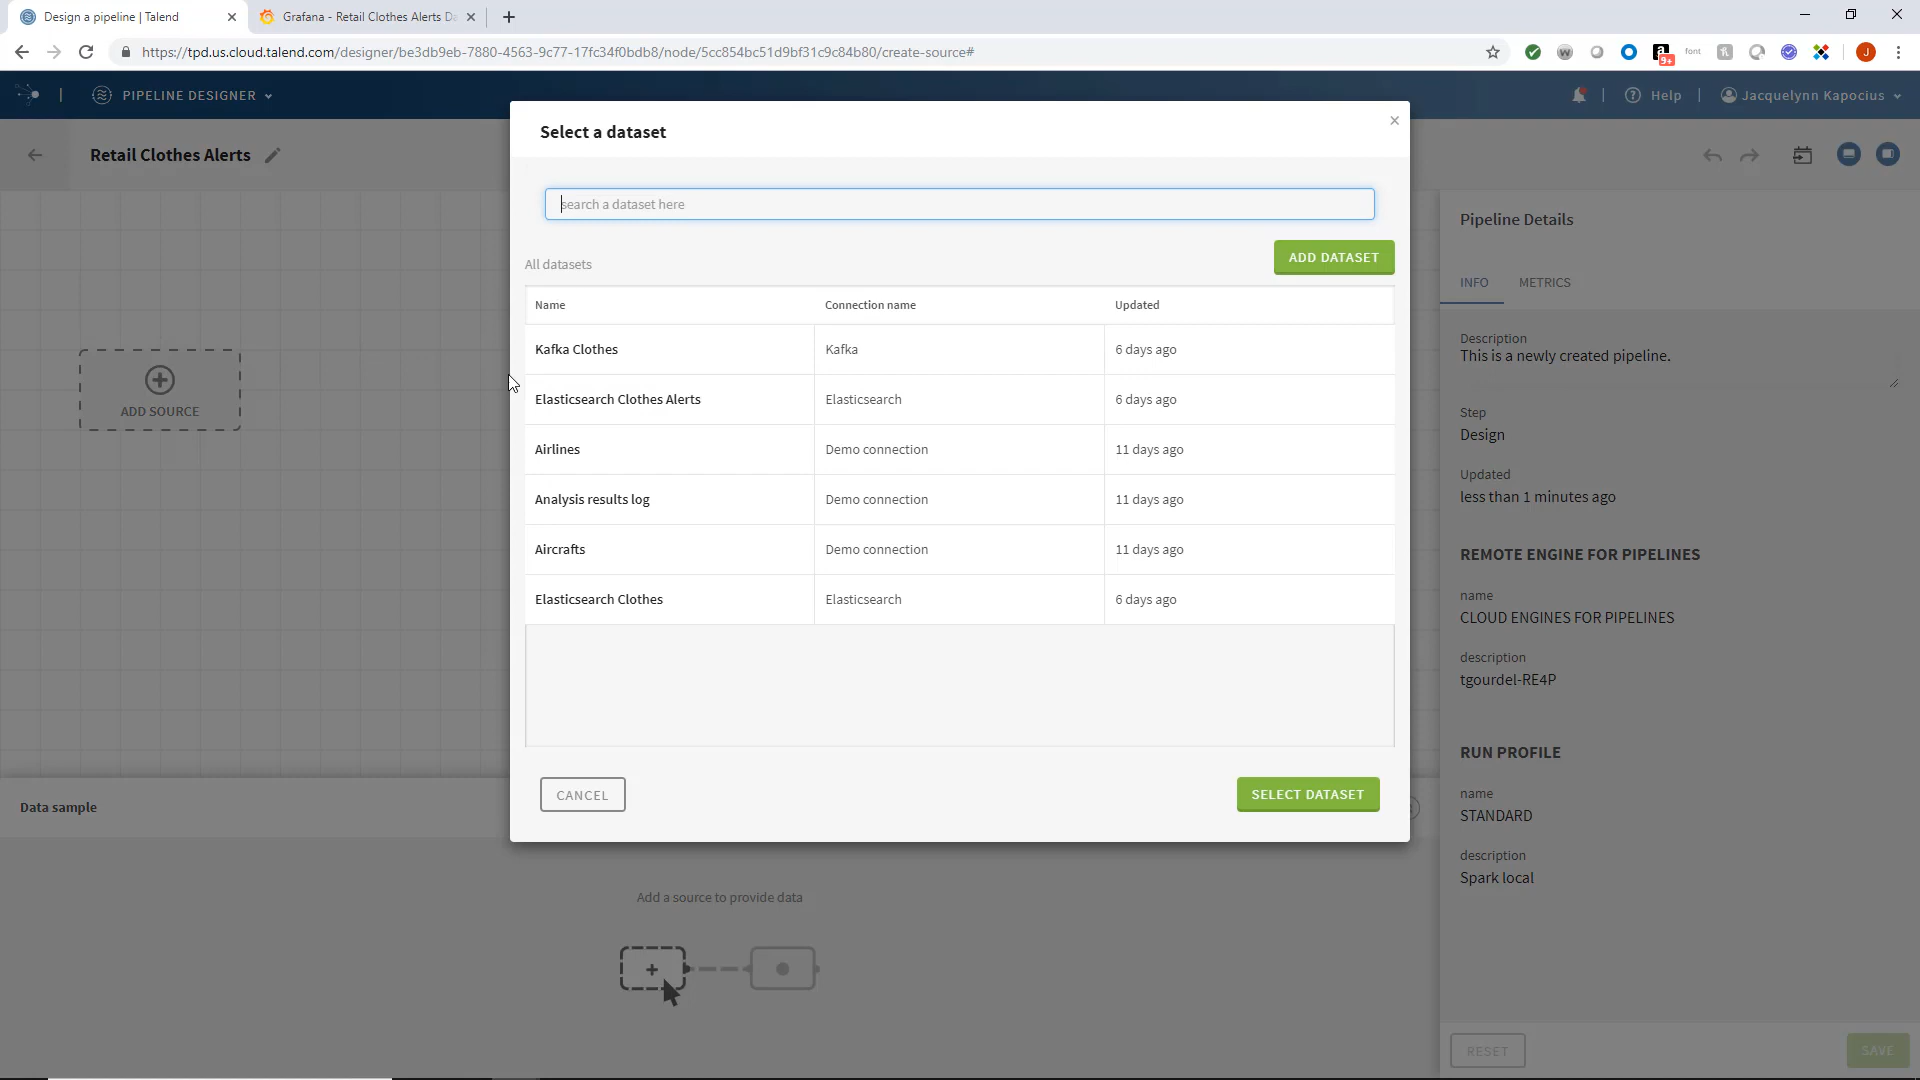 Design a pipeline | Talend
Grafana - Retail Clothes Alerts Da
https://tpd.us.cloud.talend.com/designer/be3db9eb-7880-4563-9c77-17fc34f0bdb8/node/5cc854bc51d9bf31c9c84b80/create-source#
font
9+
J
PIPELINE DESIGNER
Help
Jacquelynn Kapocius
Retail Clothes Alerts
Select a dataset
search a dataset here
All datasets
ADD DATASET
Name Connection name Updated
Kafka Clothes Kafka 6 days ago
Elasticsearch Clothes Alerts Elasticsearch 6 days ago
Airlines Demo connection 11 days ago
Analysis results log Demo connection 11 days ago
Aircrafts Demo connection 11 days ago
Elasticsearch Clothes Elasticsearch 6 days ago
CANCEL
SELECT DATASET
ADD SOURCE
Data sample
Add a source to provide data
Pipeline Details
INFO METRICS
Description
This is a newly created pipeline.
Step
Design
Updated
less than 1 minutes ago
REMOTE ENGINE FOR PIPELINES
name
CLOUD ENGINES FOR PIPELINES
description
tgourdel-RE4P
RUN PROFILE
name
STANDARD
description
Spark local
RESET
SAVE